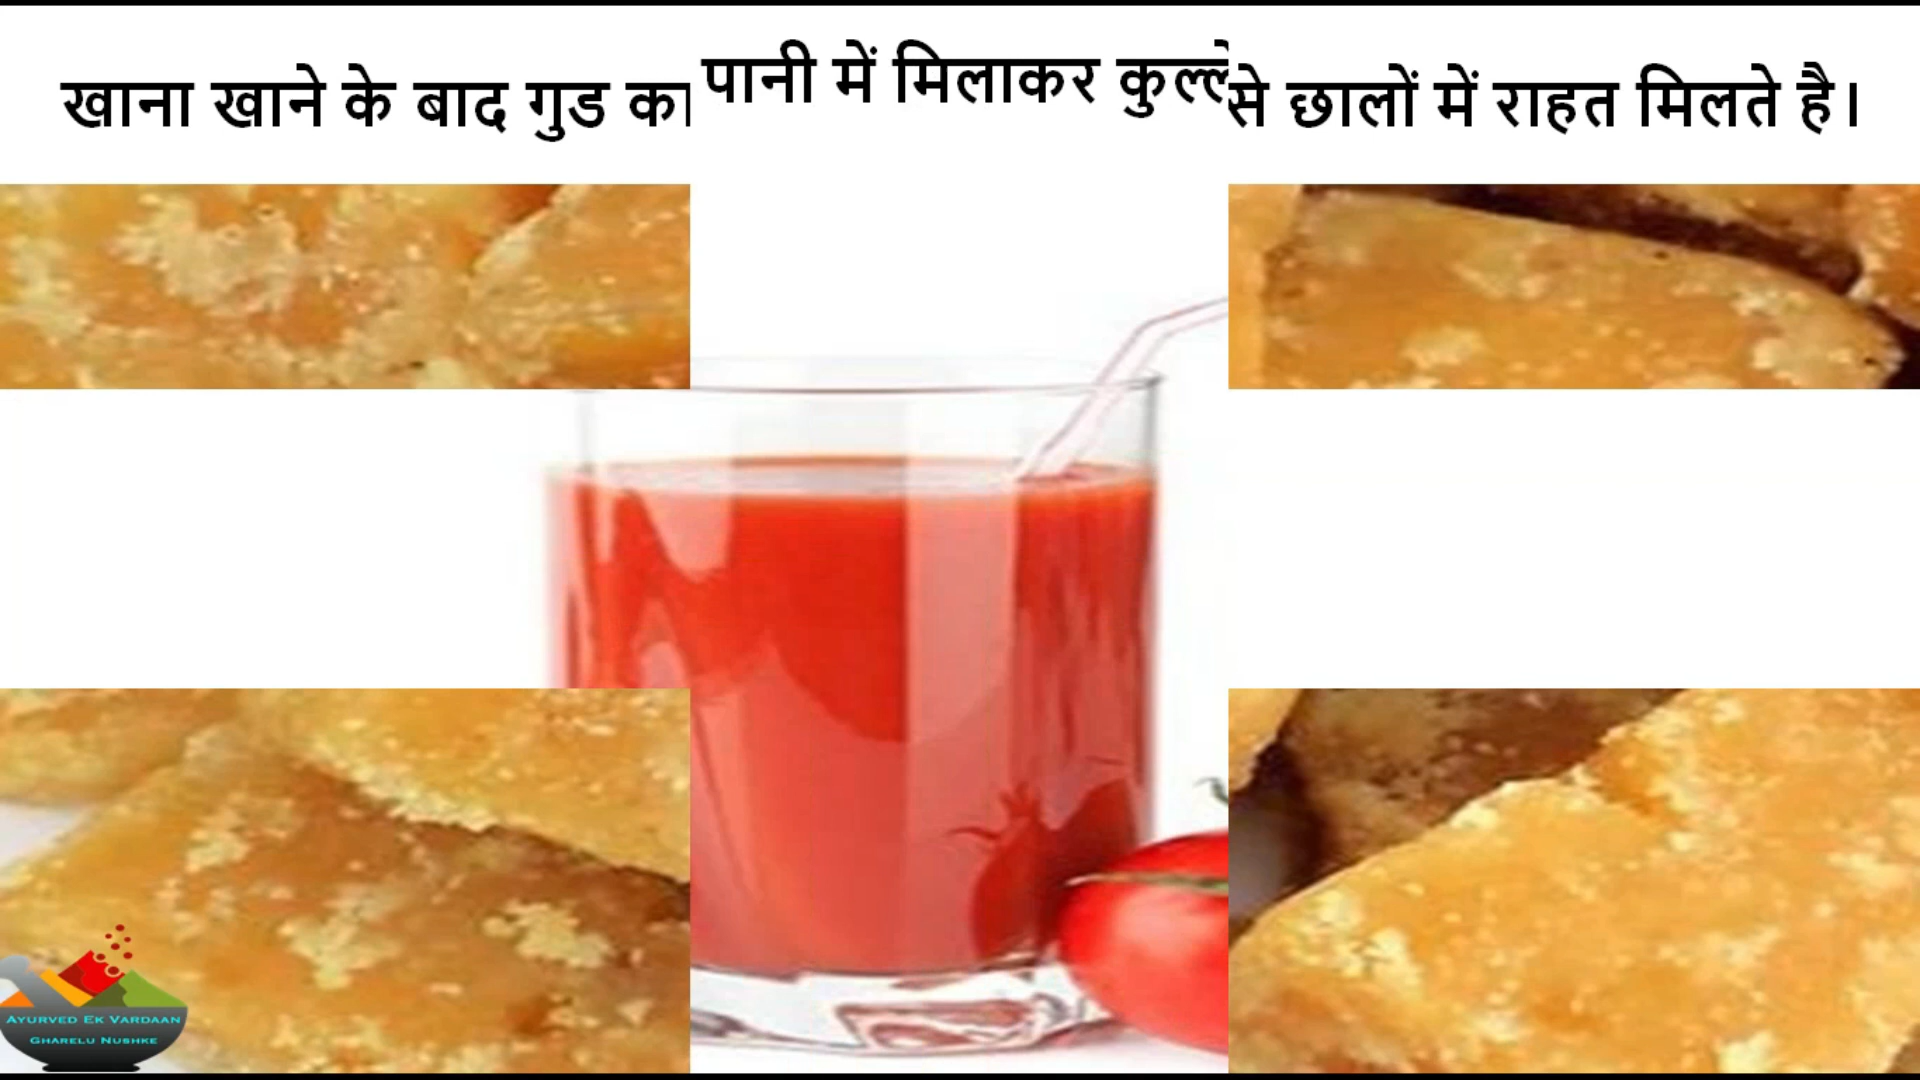 खाना खाने के बाद गुड का पानी में मिलाकर कुल्ले से छालों में राहत मिलते है।
AYURVED EK VARDAAN
GHARELU NUSHKE